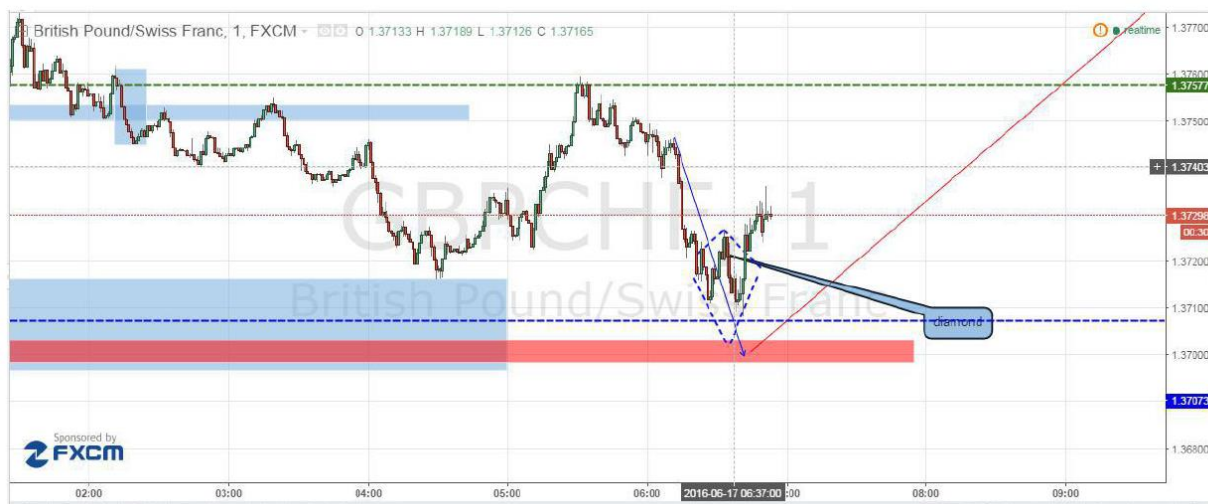 British Pound/Swiss Franc, 1, FXCM
O 1.37133 H 1.37189 L 1.37126 C 1.37165
realtime
1.37700
1.37600
1.37577
1.37500
+ 1.37403
GBPCHF, 1
1.37298
00:30
1.37200
British Pound/Swiss Franc
1.37100
diamond
1.37000
1.37073
Sponsored by
FXCM
1.36800
02:00 03:00 04:00 05:00 06:00 2016-06-17 06:37:00 :00 08:00 09:00